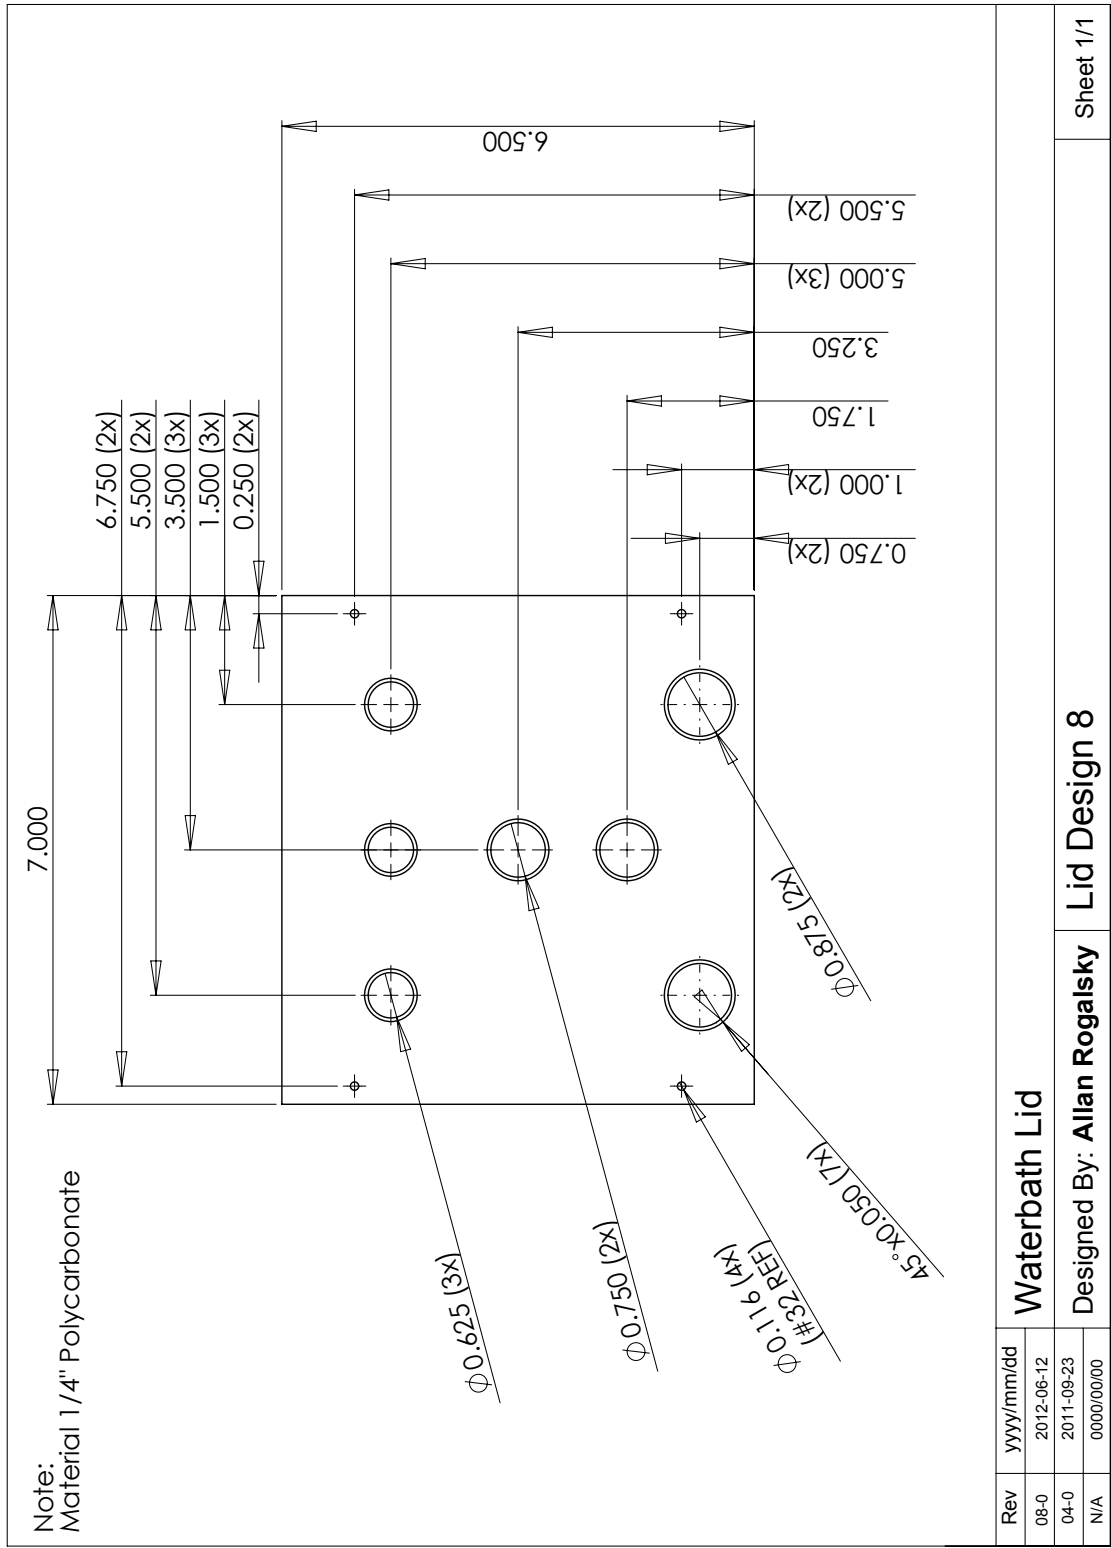 Note:
Material 1/4" Polycarbonate
7.000
6.750 (2x)
5.500 (2x)
3.500 (3x)
1.500 (3x)
0.250 (2x)
6.500
5.500 (2x)
5.000 (3x)
3.250
1.750
1.000 (2x)
0.750 (2x)
∅0.625 (3x)
∅0.750 (2x)
∅0.116 (4x)
(#32 REF)
45°x0.050 (7x)
∅0.875 (2x)
Rev yyyy/mm/dd
08-0 2012-06-12
04-0 2011-09-23
N/A 0000/00/00
Waterbath Lid
Designed By: Allan Rogalsky
Lid Design 8
Sheet 1/1